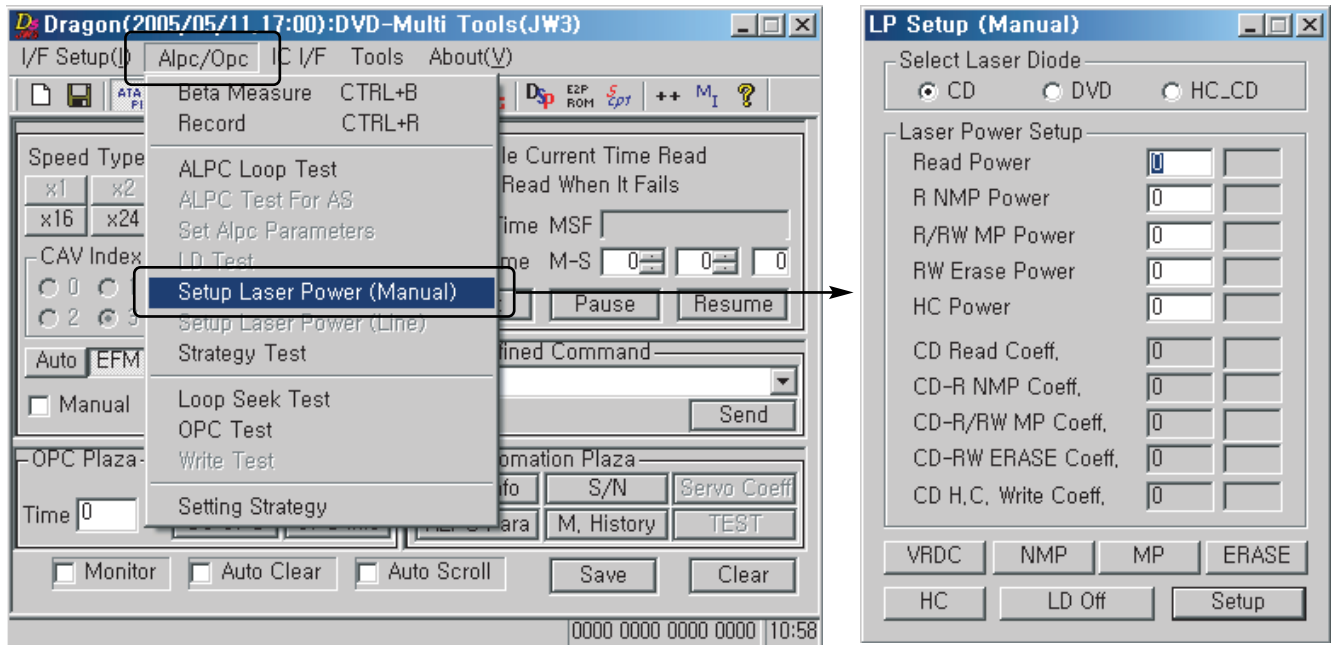 Dragon(2005/05/11,17:00):DVD-Multi Tools(JW3)
I/F Setup(I) Alpc/Opc IC I/F Tools About(V)
ATA PI DSP E2P ROM ++ MI ?
Beta Measure CTRL+B
Record CTRL+R
ALPC Loop Test
ALPC Test For AS
Set Alpc Parameters
LD Test
Setup Laser Power (Manual)
Setup Laser Power (Line)
Strategy Test
Loop Seek Test
OPC Test
Write Test
Setting Strategy
Speed Type
x1 x2
x16 x24
CAV Index
0
2 3
Auto EFM
Manual
Current Time Read
Read When It Fails
MSF
M-S 0 0 0
Pause Resume
Command
Send
OPC Plaza
Time 0
Plaza
S/N Servo Coeff
Para M, History TEST
Monitor Auto Clear Auto Scroll Save Clear
0000 0000 0000 0000 10:58
LP Setup (Manual)
Select Laser Diode
CD DVD HC_CD
Laser Power Setup
Read Power 0
R NMP Power 0
R/RW MP Power 0
RW Erase Power 0
HC Power 0
CD Read Coeff, 0
CD-R NMP Coeff, 0
CD-R/RW MP Coeff, 0
CD-RW ERASE Coeff, 0
CD H,C, Write Coeff, 0
VRDC NMP MP ERASE
HC LD Off Setup